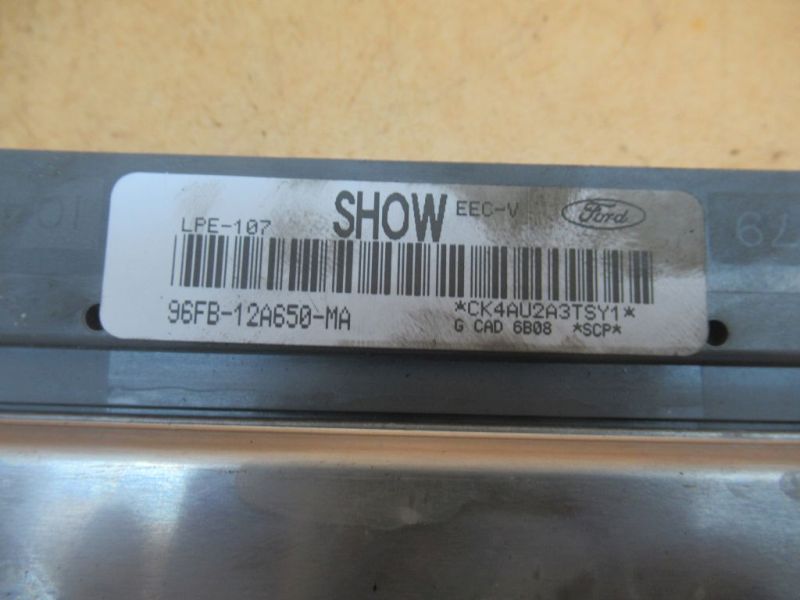 SHOW EEC-V Ford
LPE-107
96FB-12A650-MA *CK4AU2A3TSY1*
G CAD 6B08 *SCP*